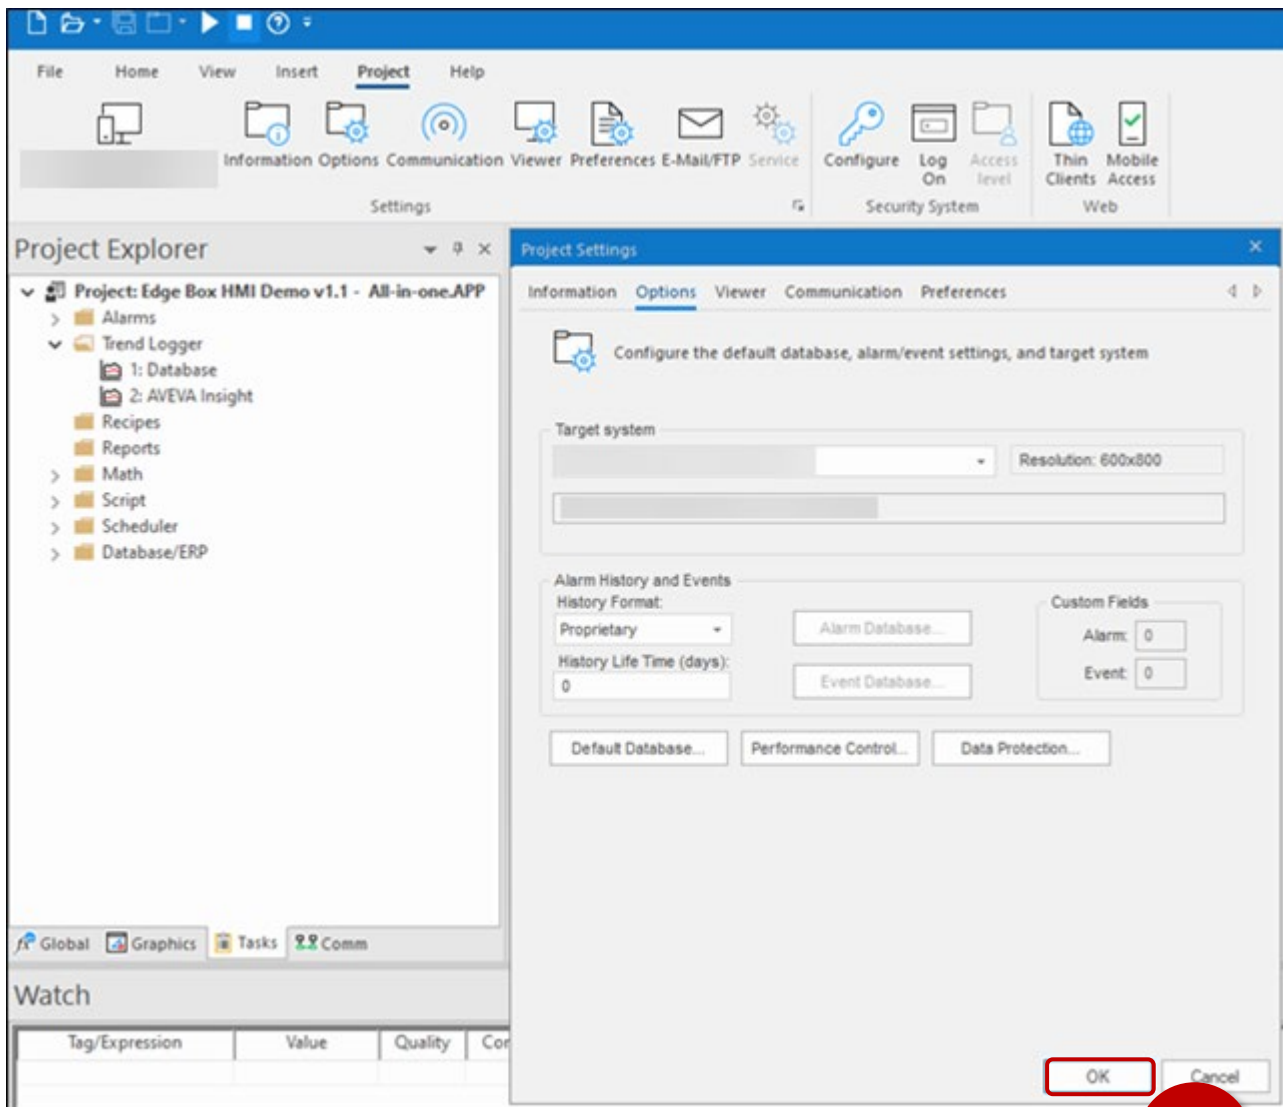 File Home View Insert Project Help
Information Options Communication Viewer Preferences E-Mail/FTP Service Configure Log On Access level Thin Clients Mobile Access
Settings Security System Web
Project Explorer
Project: Edge Box HMI Demo v1.1 - All-in-one.APP
Alarms
Trend Logger
1: Database
2: AVEVA Insight
Recipes
Reports
Math
Script
Scheduler
Database/ERP
Global Graphics Tasks Comm
Watch
Tag/Expression Value Quality Cor
Project Settings
Information Options Viewer Communication Preferences
Configure the default database, alarm/event settings, and target system
Target system
Resolution: 600x800
Alarm History and Events
History Format:
Proprietary
History Life Time (days):
0
Alarm Database...
Event Database...
Custom Fields
Alarm: 0
Event: 0
Default Database... Performance Control... Data Protection...
OK Cancel